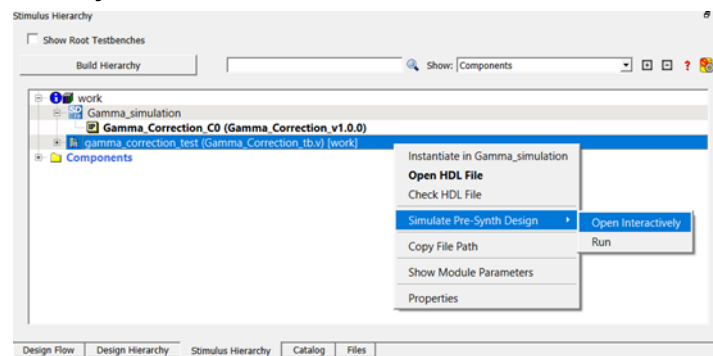 Stimulus Hierarchy
Show Root Testbenches
Build Hierarchy
Show: Components
?
work
Gamma_simulation
Gamma_Correction_C0 (Gamma_Correction_v1.0.0)
gamma_correction_test (Gamma_Correction_tb.v) [work]
Components
Instantiate in Gamma_simulation
Open HDL File
Check HDL File
Simulate Pre-Synth Design
Open Interactively
Run
Copy File Path
Show Module Parameters
Properties
Design Flow Design Hierarchy Stimulus Hierarchy Catalog Files